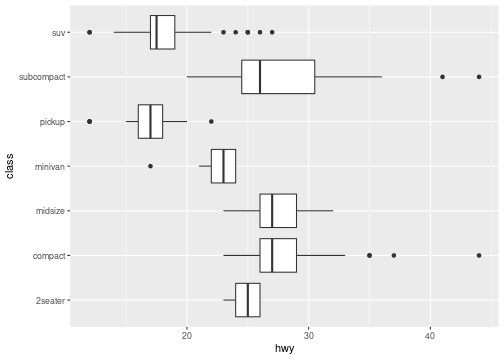 suv
subcompact
pickup
minivan
midsize
compact
2seater
class
20 30 40
hwy